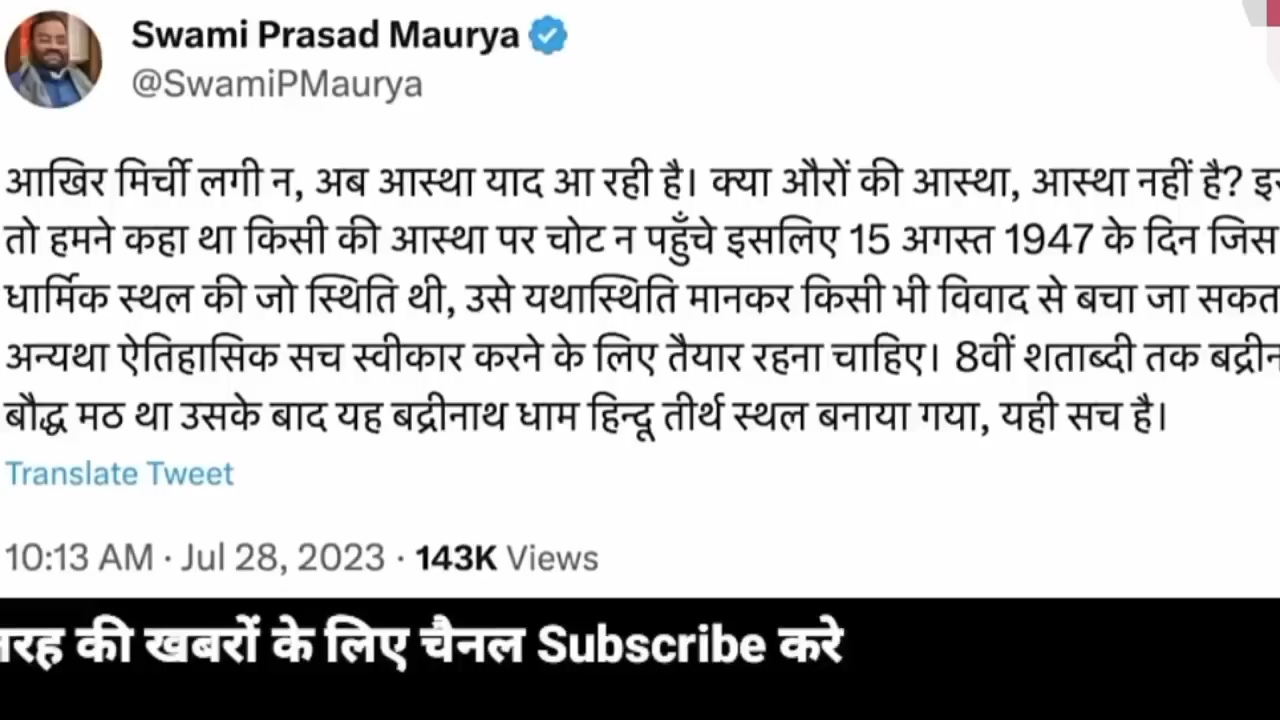 Swami Prasad Maurya
@SwamiPMaurya
आखिर मिर्ची लगी न, अब आस्था याद आ रही है। क्या औरों की आस्था, आस्था नहीं है?
तो हमने कहा था किसी की आस्था पर चोट न पहुँचे इसलिए 15 अगस्त 1947 के दिन जिस
धार्मिक स्थल की जो स्थिति थी, उसे यथास्थिति मानकर किसी भी विवाद से बचा जा सकत
अन्यथा ऐतिहासिक सच स्वीकार करने के लिए तैयार रहना चाहिए। 8वीं शताब्दी तक
बौद्ध मठ था उसके बाद यह बद्रीनाथ धाम हिन्दू तीर्थ स्थल बनाया गया, यही सच है।
Translate Tweet
10:13 AM · Jul 28, 2023 · 143K Views
की खबरों के लिए चैनल Subscribe करे